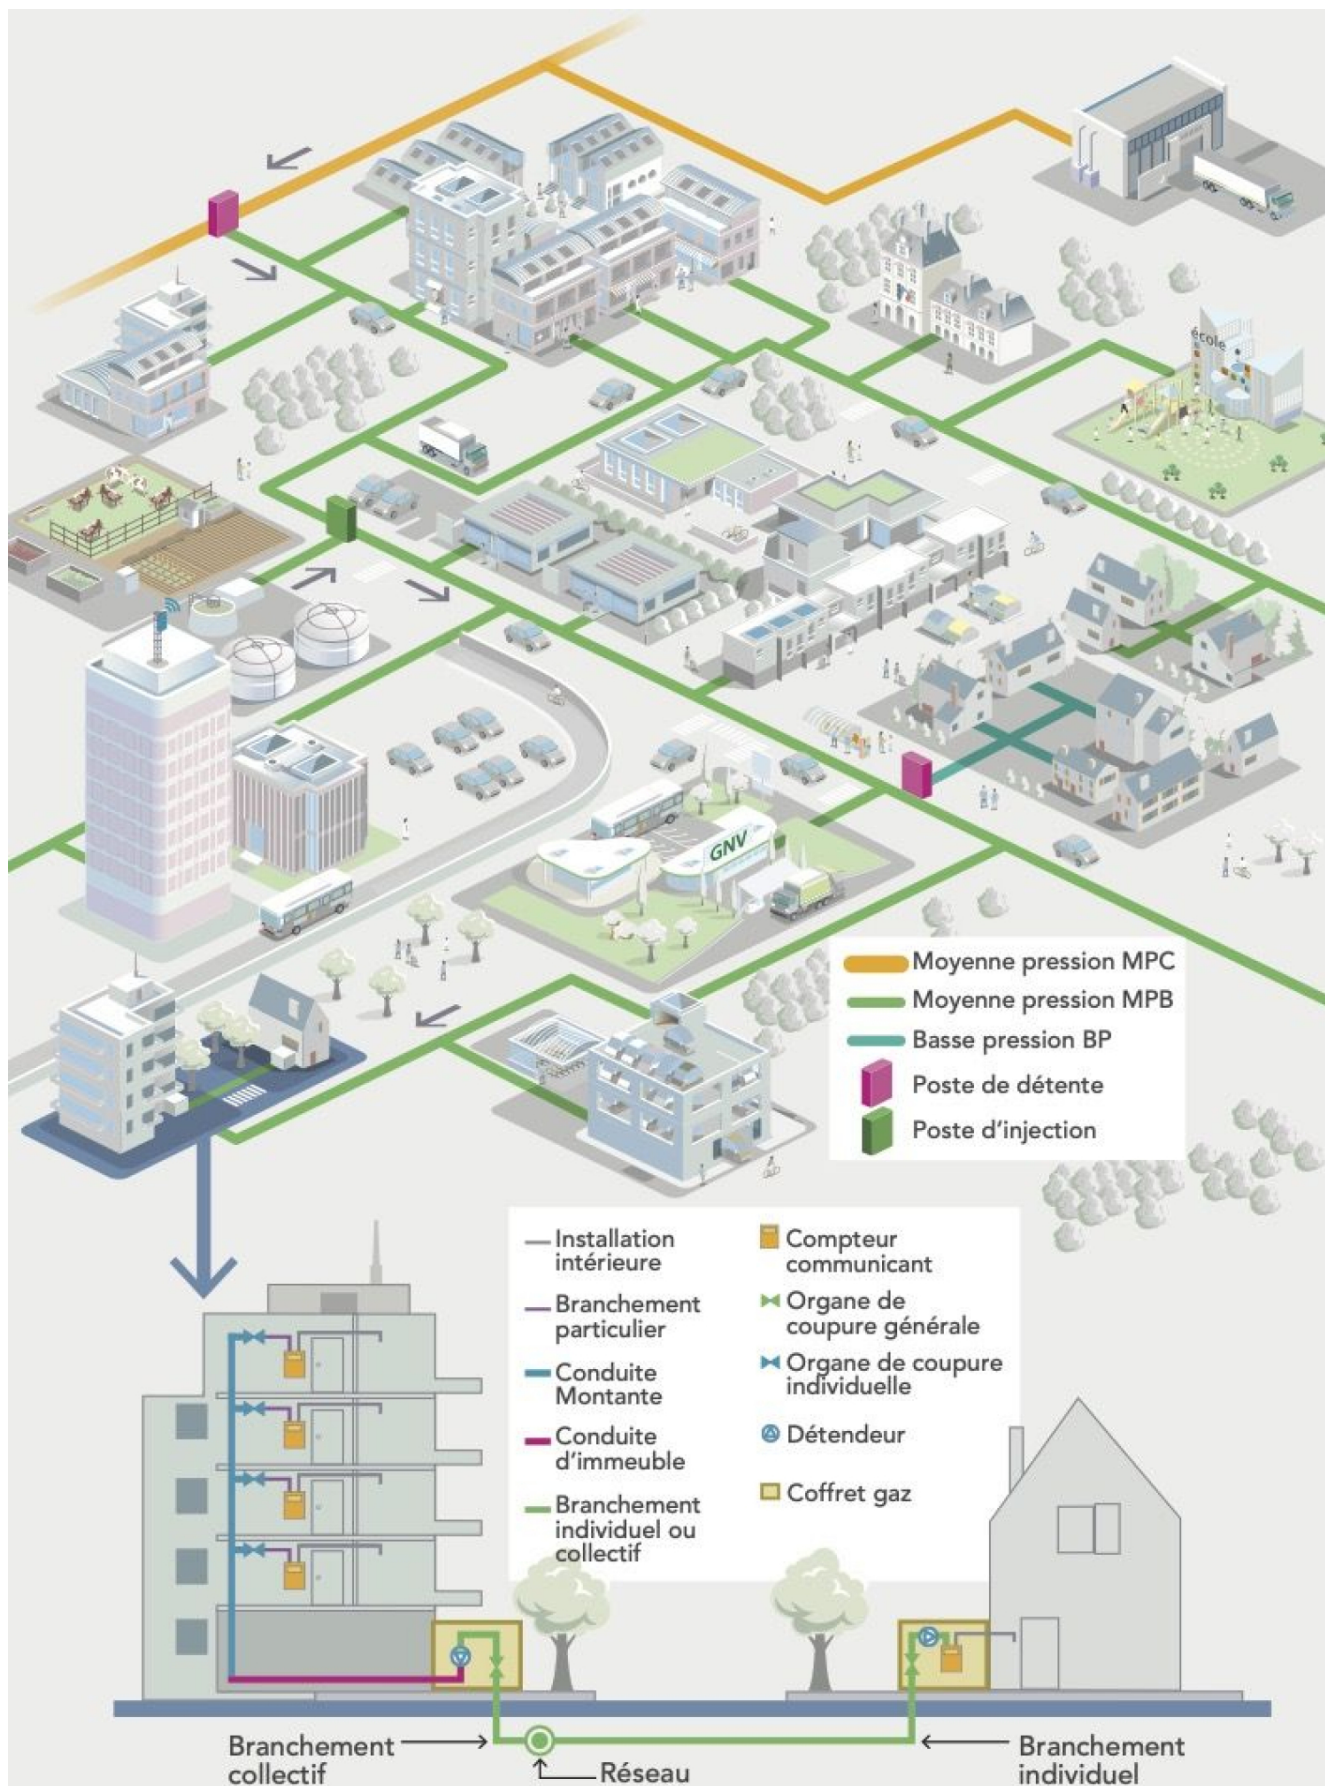 école
GNV
Moyenne pression MPC
Moyenne pression MPB
Basse pression BP
Poste de détente
Poste d'injection
Installation
intérieure
Branchement
particulier
Conduite
Montante
Conduite
d'immeuble
Branchement
individuel ou
collectif
Compteur
communicant
Organe de
coupure générale
Organe de coupure
individuelle
Détendeur
Coffret gaz
Branchement
collectif
Réseau
Branchement
individuel